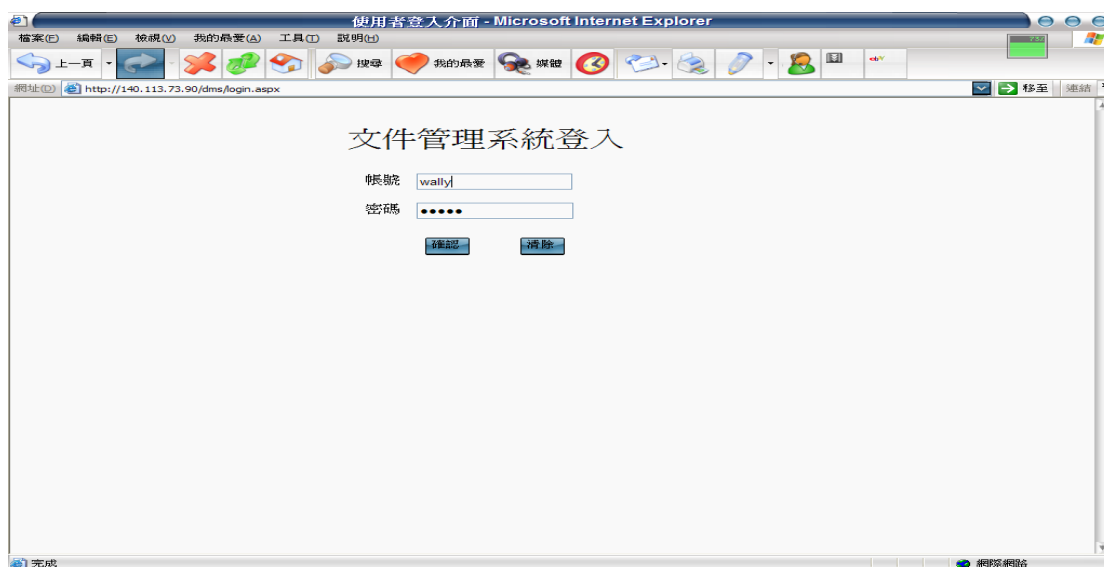 使用者登入介面 - Microsoft Internet Explorer
檔案(F) 編輯(E) 檢視(V) 我的最愛(A) 工具(T) 說明(H)
上一頁 搜尋 我的最愛 媒體
網址(D) http://140.113.73.90/dms/login.aspx 移至 連結
文件管理系統登入
帳號 wally
密碼 •••••
確認 清除
完成 網際網路